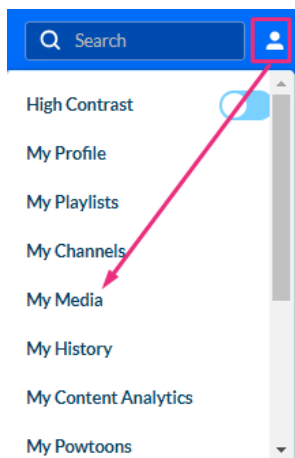 Search
High Contrast
My Profile
My Playlists
My Channels
My Media
My History
My Content Analytics
My Powtoons